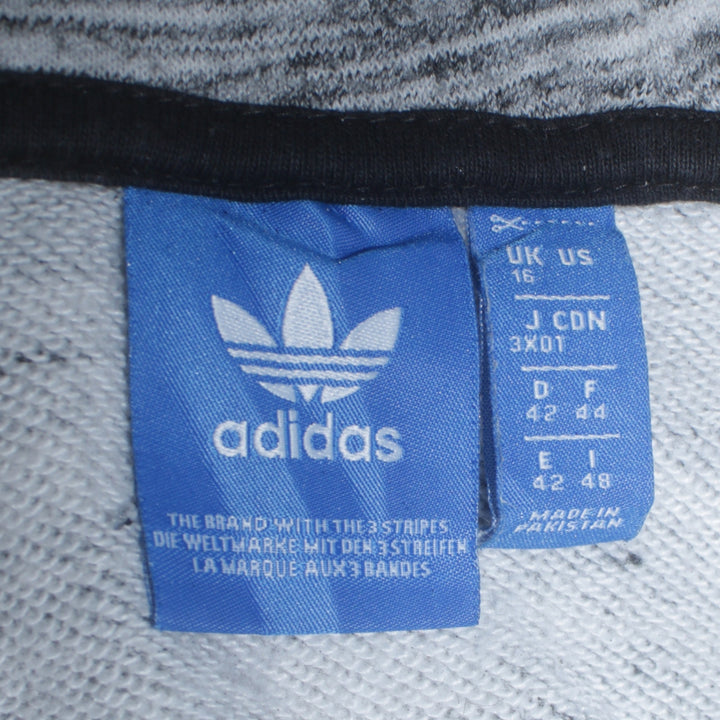 adidas
THE BRAND WITH THE 3 STRIPES
DIE WELTMARKE MIT DEN 3 STREIFEN
LA MARQUE AUX 3 BANDES
UK US
16
J CDN
3XOT
D F
42 44
E I
42 48
MADE IN
PAKISTAN